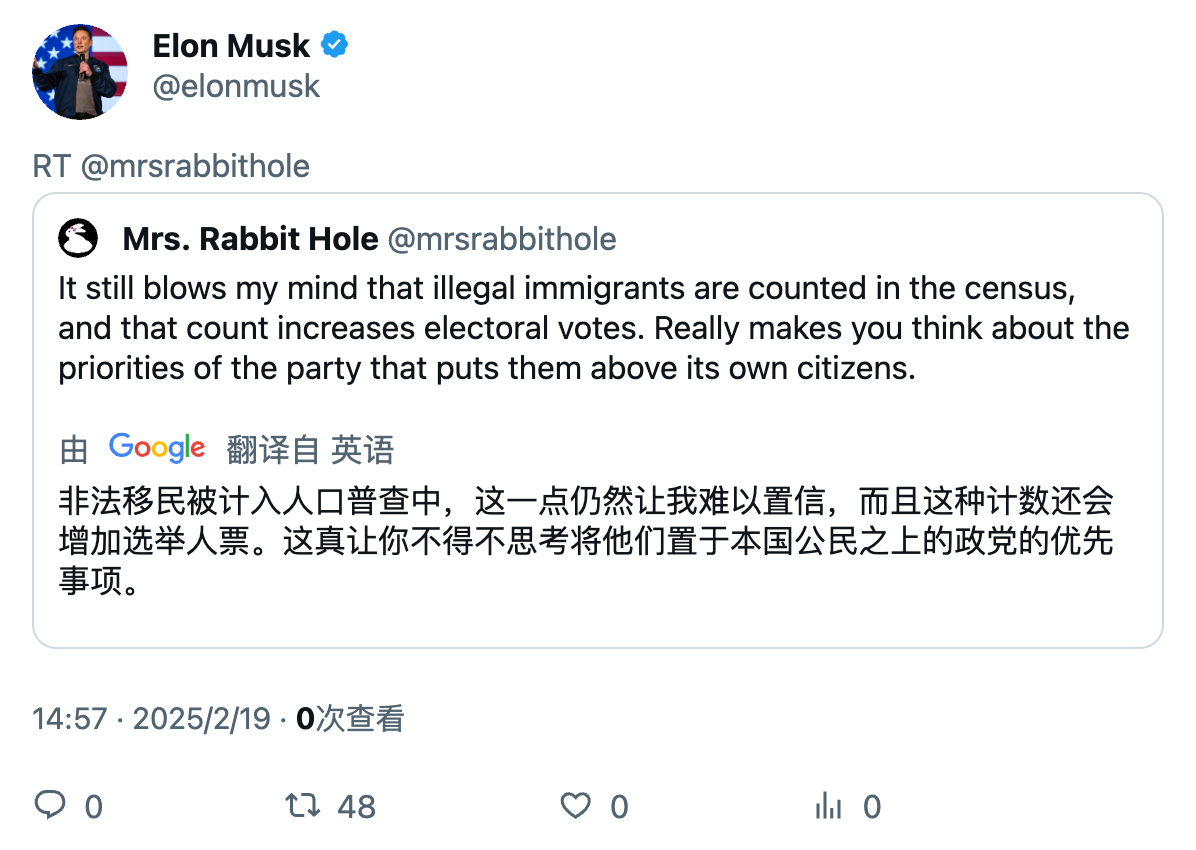 Elon Musk
@elonmusk
RT @mrsrabbithole
Mrs. Rabbit Hole @mrsrabbithole
It still blows my mind that illegal immigrants are counted in the census,
and that count increases electoral votes. Really makes you think about the
priorities of the party that puts them above its own citizens.
由 Google 翻译自 英语
非法移民被计入人口普查中，这一点仍然让我难以置信，而且这种计数还会
增加选举人票。这真让你不得不思考将他们置于本国公民之上的政党的优先
事项。
14:57 · 2025/2/19 · 0次查看
0 48 0 0